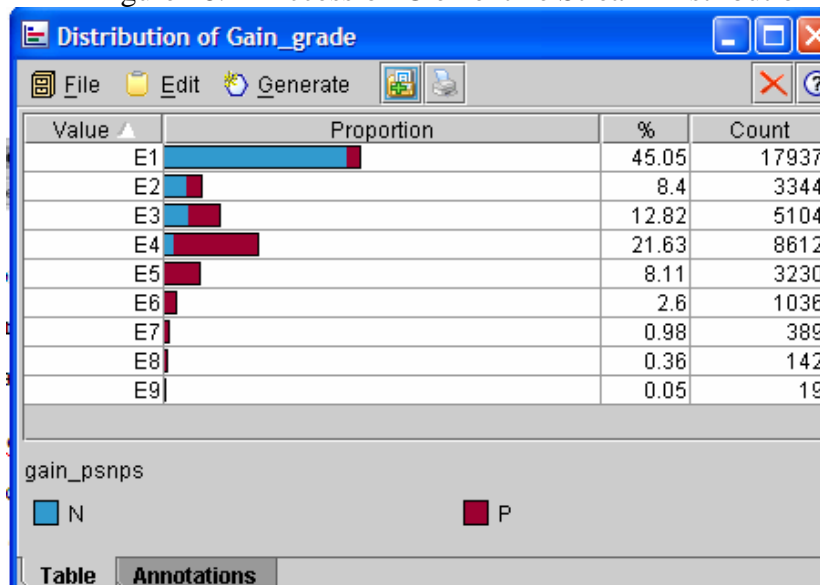 Distribution of Gain_grade
File Edit Generate
Value Proportion % Count
E1 45.05 17937
E2 8.4 3344
E3 12.82 5104
E4 21.63 8612
E5 8.11 3230
E6 2.6 1036
E7 0.98 389
E8 0.36 142
E9 0.05 19
gain_psnps
N P
Table Annotations